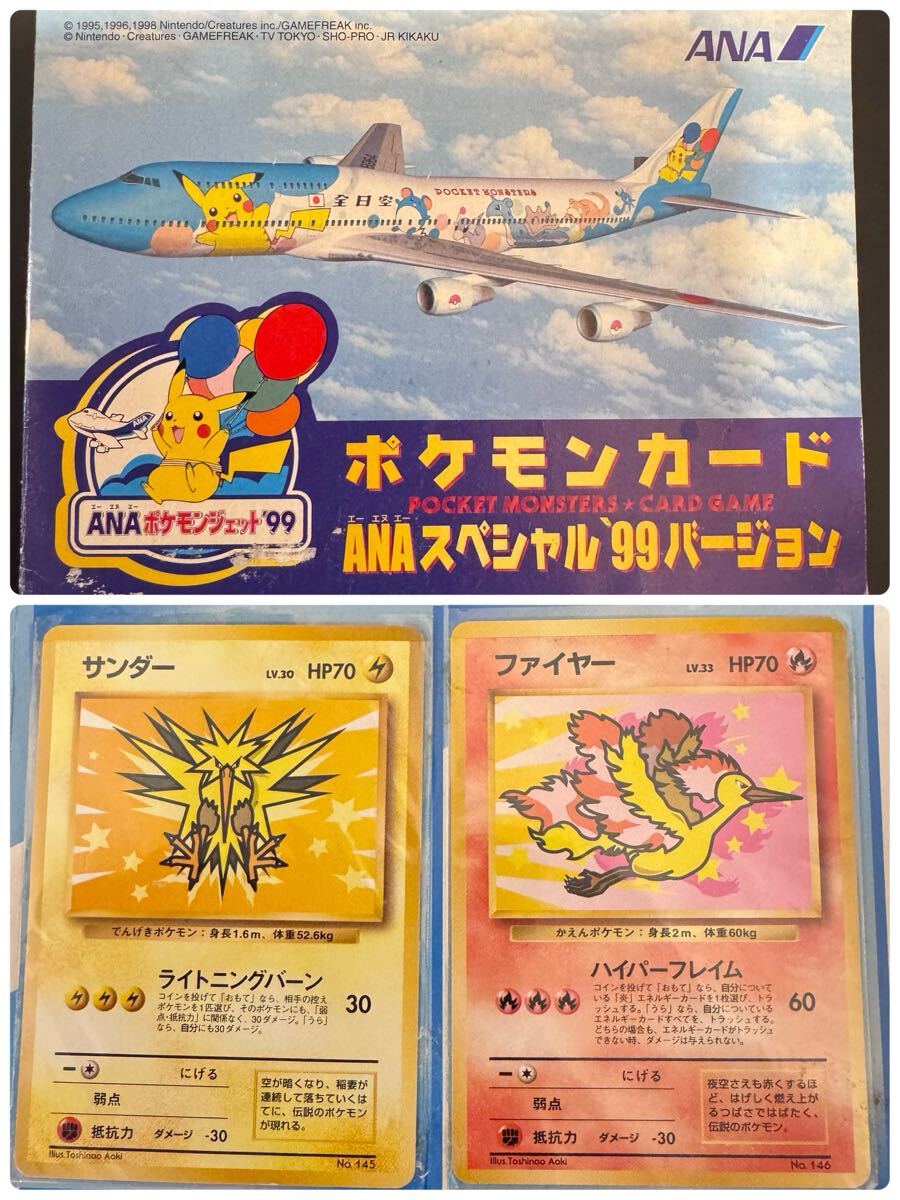 © 1995,1996,1998 Nintendo/Creatures inc./GAMEFREAK inc.
© Nintendo・Creatures・GAMEFREAK・TV TOKYO・SHO-PRO・JR KIKAKU
ANA
全日空
POCKET MONSTERS
ANA
エー エヌ エー
ANAポケモンジェット'99
ポケモンカード
POCKET MONSTERS★CARD GAME
エー エヌ エー
ANAスペシャル'99バージョン
サンダー LV.30 HP70
でんげきポケモン：身長1.6m、体重52.6kg
ライトニングバーン
コインを投げて「おもて」なら、相手の控え
ポケモンを1匹選び、そのポケモンにも、「弱
点・抵抗力」に関係なく、30ダメージ。「うら」
なら、自分にも30ダメージ。
30
にげる
弱点
抵抗力 ダメージ -30
空が暗くなり、稲妻が
連続して落ちていくは
てに、伝説のポケモン
が現れる。
Illus.Toshinao Aoki
No. 145
ファイヤー LV.33 HP70
かえんポケモン：身長2m、体重60kg
ハイパーフレイム
コインを投げて「おもて」なら、自分について
いる「炎」エネルギーカードを1枚選び、トラ
ッシュする。「うら」なら、自分についている
エネルギーカードすべてを、トラッシュする。
どちらの場合も、エネルギーカードがトラッシュ
できない時、ダメージは与えられない。
60
にげる
弱点
抵抗力 ダメージ -30
夜空さえも赤くするほ
ど、はげしく燃え上が
るつばさではばたく、
伝説のポケモン。
Illus.Toshinao Aoki
No. 146